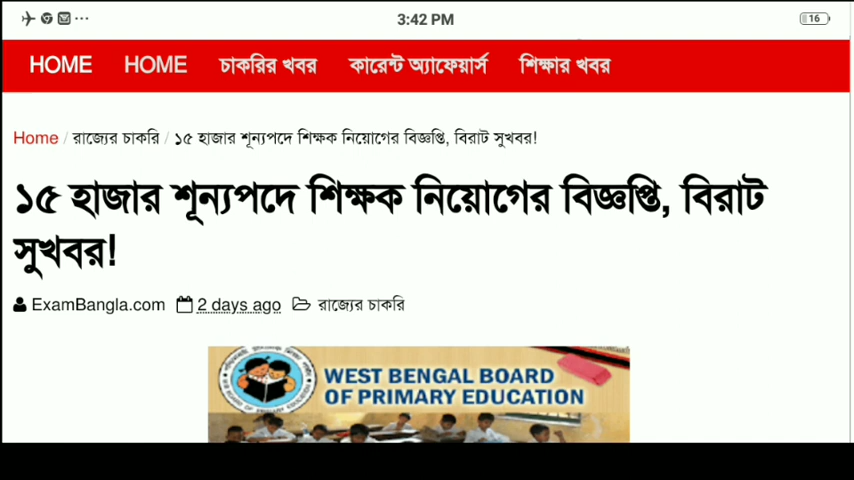 3:42 PM
16
HOME HOME চাকরির খবর কারেন্ট অ্যাফেয়ার্স শিক্ষার খবর
Home / রাজ্যের চাকরি / ১৫ হাজার শূন্যপদে শিক্ষক নিয়োগের বিজ্ঞপ্তি, বিরাট সুখবর!
১৫ হাজার শূন্যপদে শিক্ষক নিয়োগের বিজ্ঞপ্তি, বিরাট
সুখবর!
ExamBangla.com 2 days ago রাজ্যের চাকরি
WEST BENGAL BOARD
OF PRIMARY EDUCATION